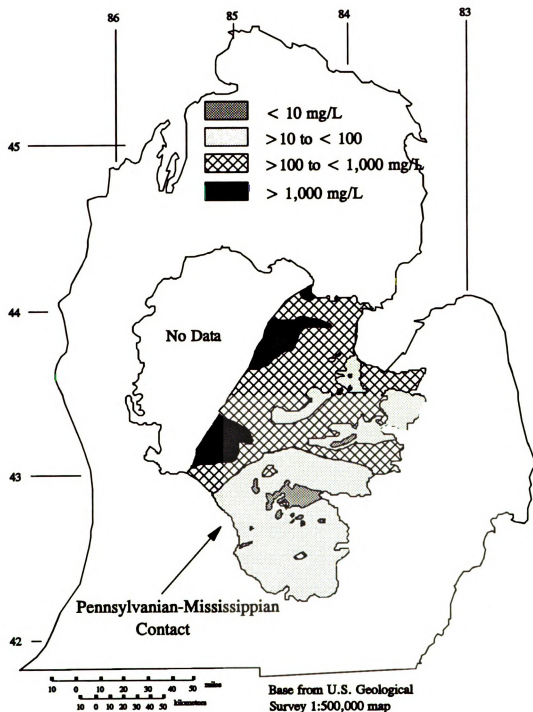 86 85 84 83
< 10 mg/L
>10 to < 100
>100 to < 1,000 mg/L
> 1,000 mg/L
45
44
No Data
43
Pennsylvanian-Mississippian
Contact
42
10 0 10 20 30 40 50 miles
10 0 10 20 30 40 50 kilometers
Base from U.S. Geological
Survey 1:500,000 map